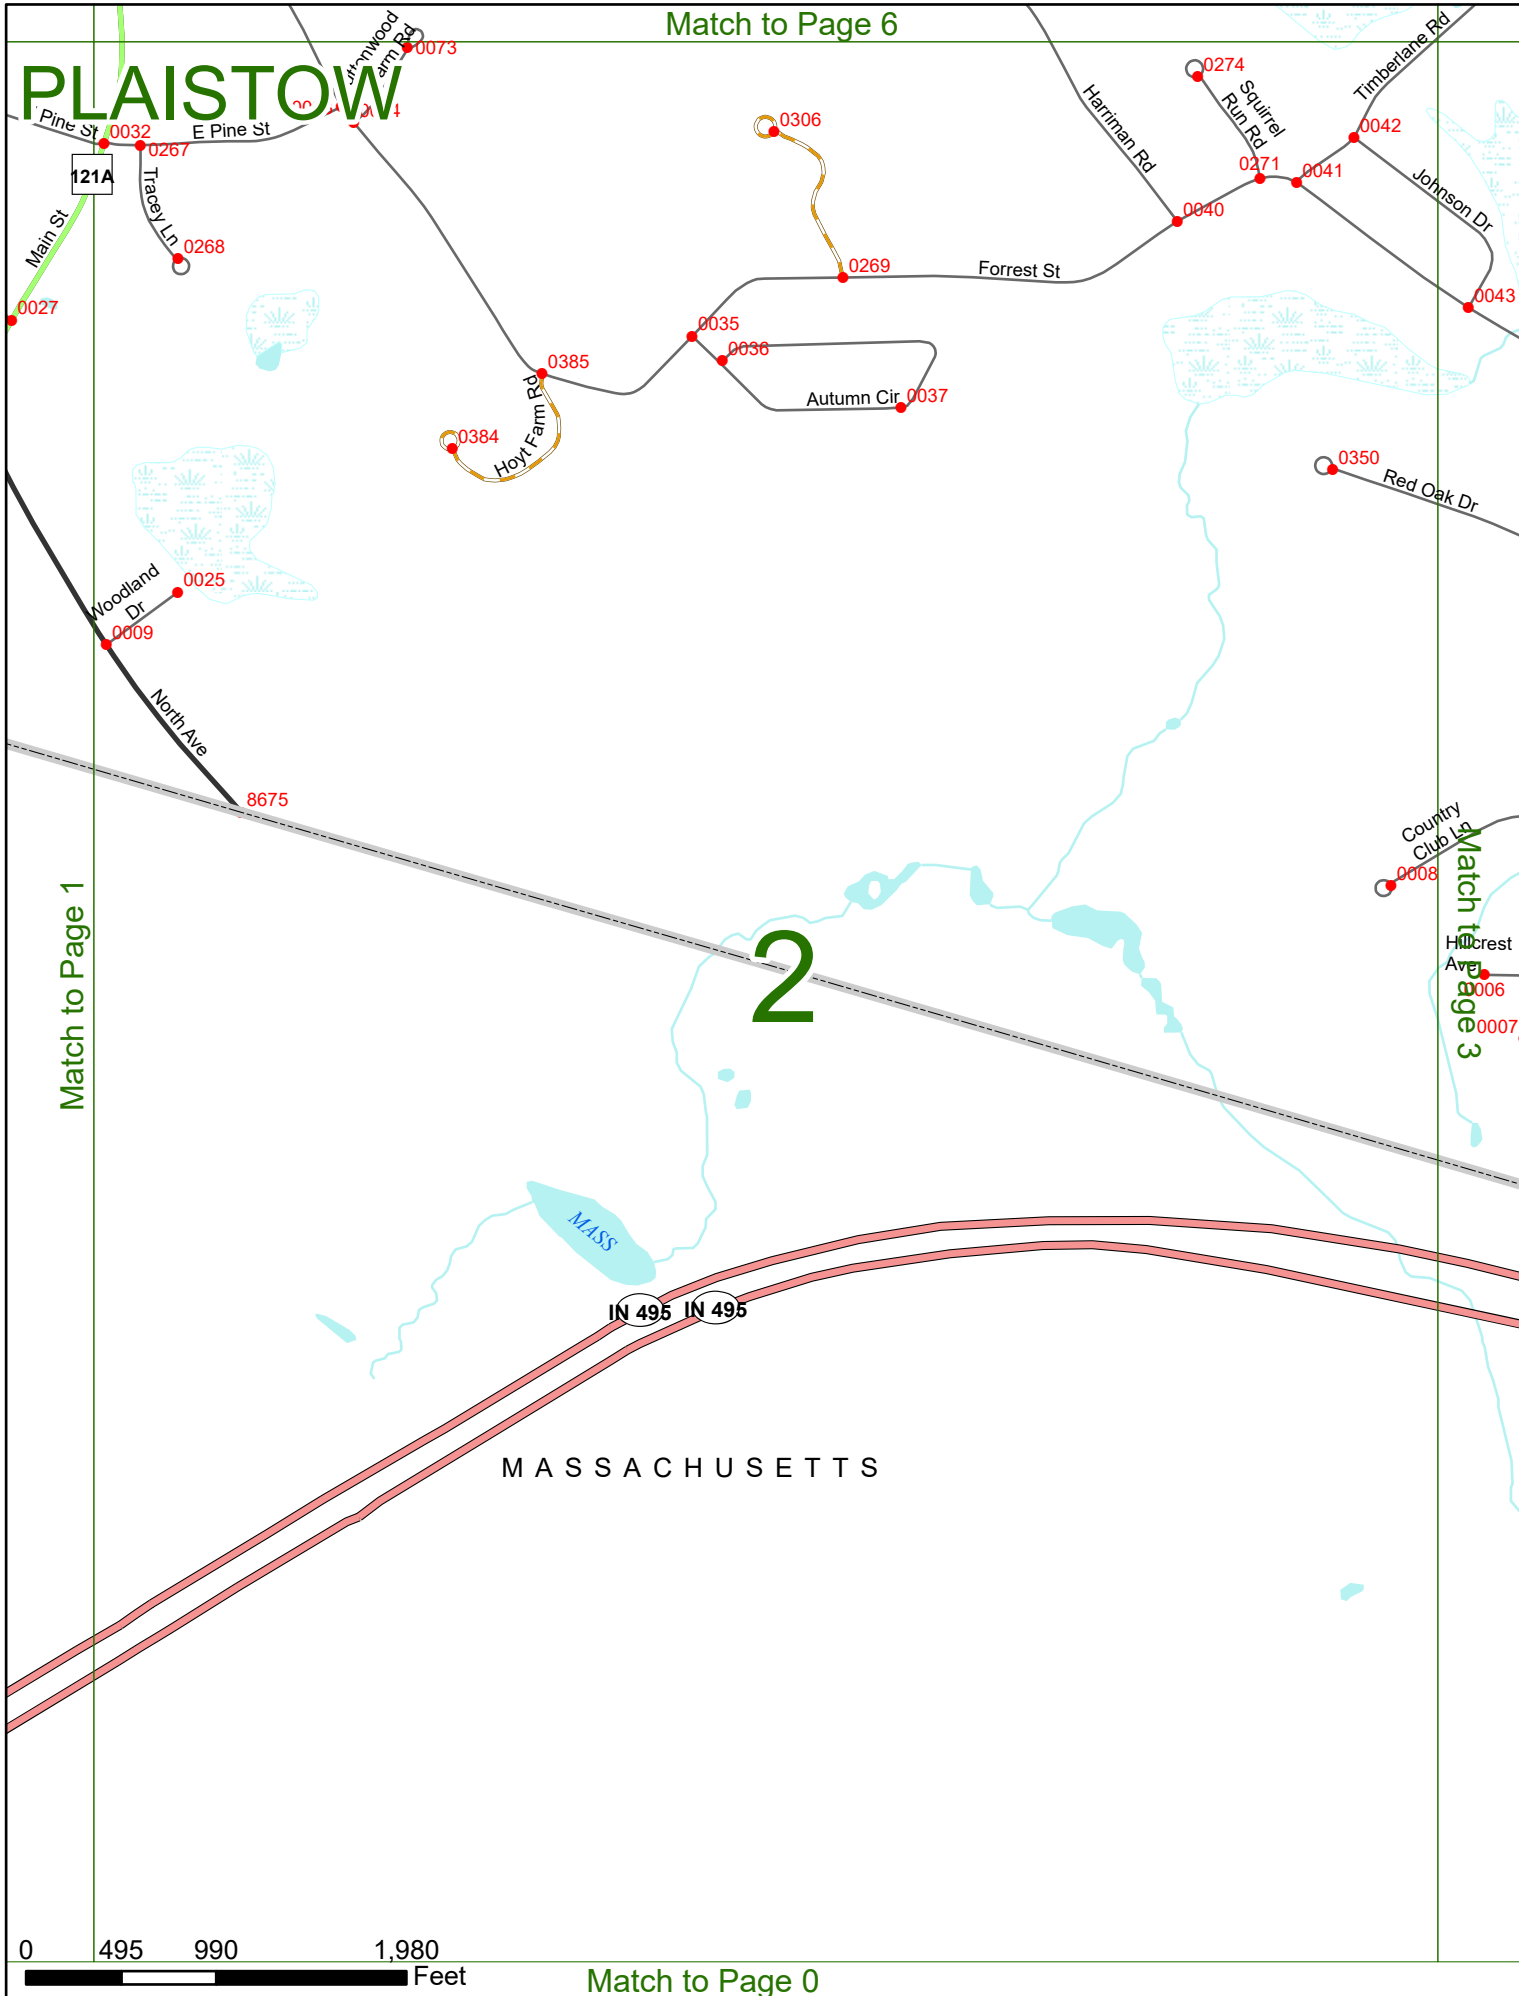 Match to Page 6
PLAISTOW
0073
0274
Squirrel
Run Rd
Timberlane Rd
Harriman Rd
0306
Pine St
0032
E Pine St
0267
0042
121A
Tracey Ln
0271
0041
Johnson Dr
Main St
0268
0040
0269
Forrest St
0027
0043
0035
0036
0385
Autumn Cir
0037
Hoyt Farm Rd
0384
0350
Red Oak Dr
Woodland
Dr
0025
0009
North Ave
8675
Country
Club Ln
0008
Match to Page 1
2
Match to Page 3
Hillcrest
Ave
0006
0007
MASS
IN 495
IN 495
MASSACHUSETTS
0 495 990 1,980
Feet
Match to Page 0